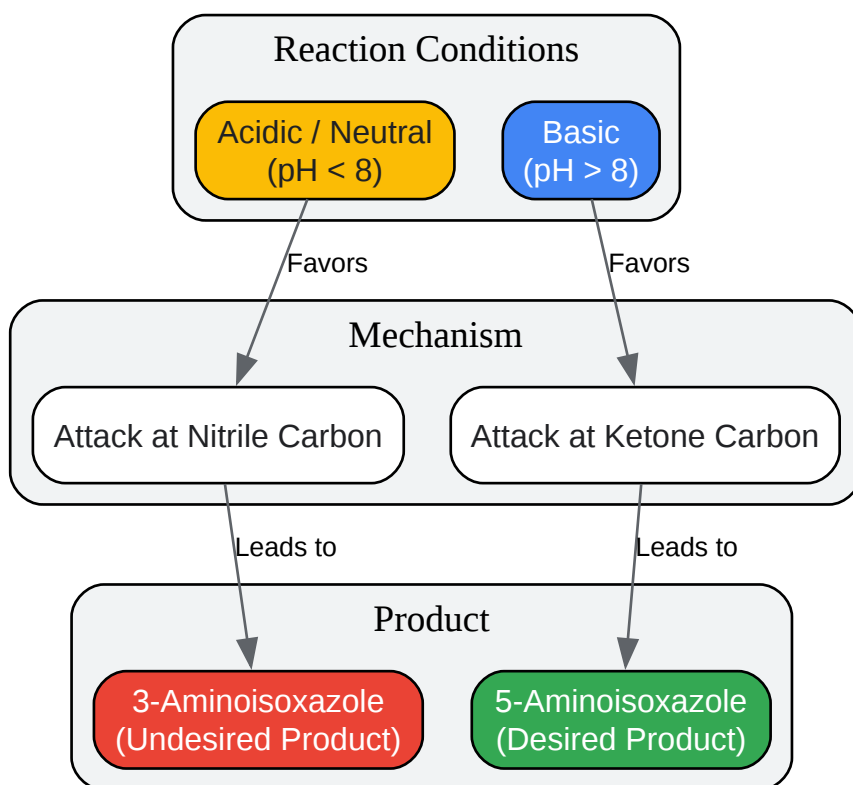 Reaction Conditions
Acidic / Neutral
(pH < 8)
Basic
(pH > 8)
Favors
Favors
Mechanism
Attack at Nitrile Carbon
Attack at Ketone Carbon
Leads to
Leads to
Product
3-Aminoisoxazole
(Undesired Product)
5-Aminoisoxazole
(Desired Product)